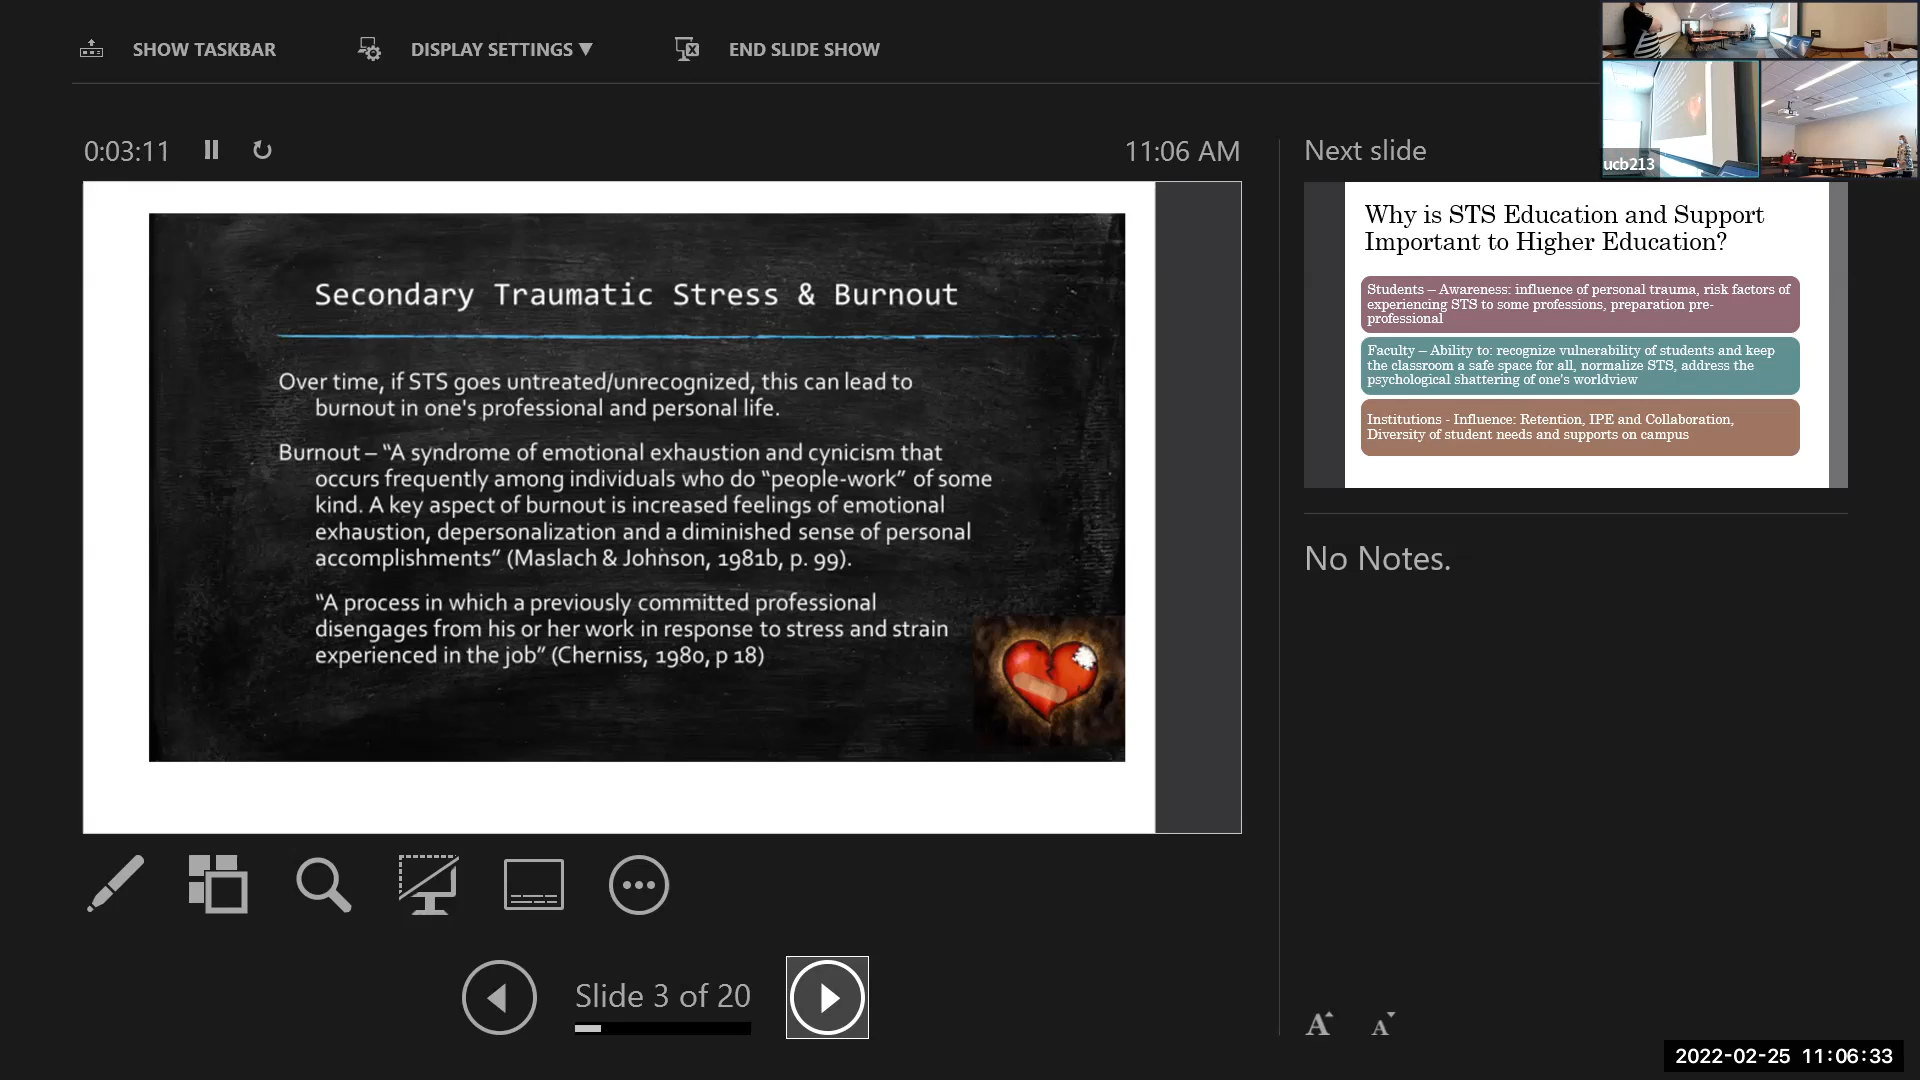 SHOW TASKBAR
DISPLAY SETTINGS ▼
END SLIDE SHOW
ucb213
0:03:11
11:06 AM
Secondary Traumatic Stress & Burnout
Over time, if STS goes untreated/unrecognized, this can lead to
burnout in one's professional and personal life.
Burnout – “A syndrome of emotional exhaustion and cynicism that
occurs frequently among individuals who do “people-work” of some
kind. A key aspect of burnout is increased feelings of emotional
exhaustion, depersonalization and a diminished sense of personal
accomplishments” (Maslach & Johnson, 1981b, p. 99).
“A process in which a previously committed professional
disengages from his or her work in response to stress and strain
experienced in the job” (Cherniss, 1980, p 18)
Next slide
Why is STS Education and Support
Important to Higher Education?
Students – Awareness: influence of personal trauma, risk factors of
experiencing STS to some professions, preparation pre-
professional
Faculty – Ability to: recognize vulnerability of students and keep
the classroom a safe space for all, normalize STS, address the
psychological shattering of one's worldview
Institutions - Influence: Retention, IPE and Collaboration,
Diversity of student needs and supports on campus
No Notes.
Slide 3 of 20
A A
2022-02-25 11:06:33